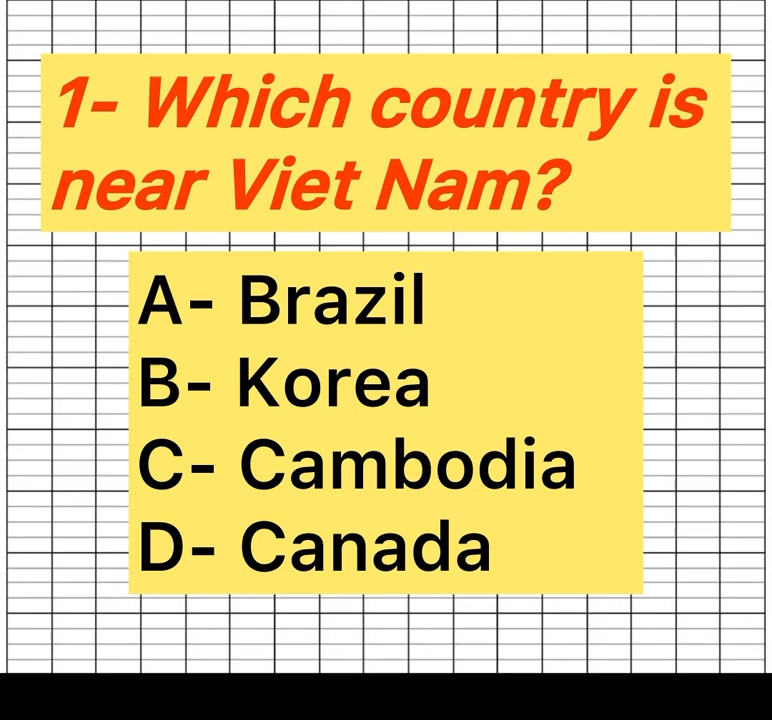 1- Which country is
near Viet Nam?
A- Brazil
B- Korea
C- Cambodia
D- Canada